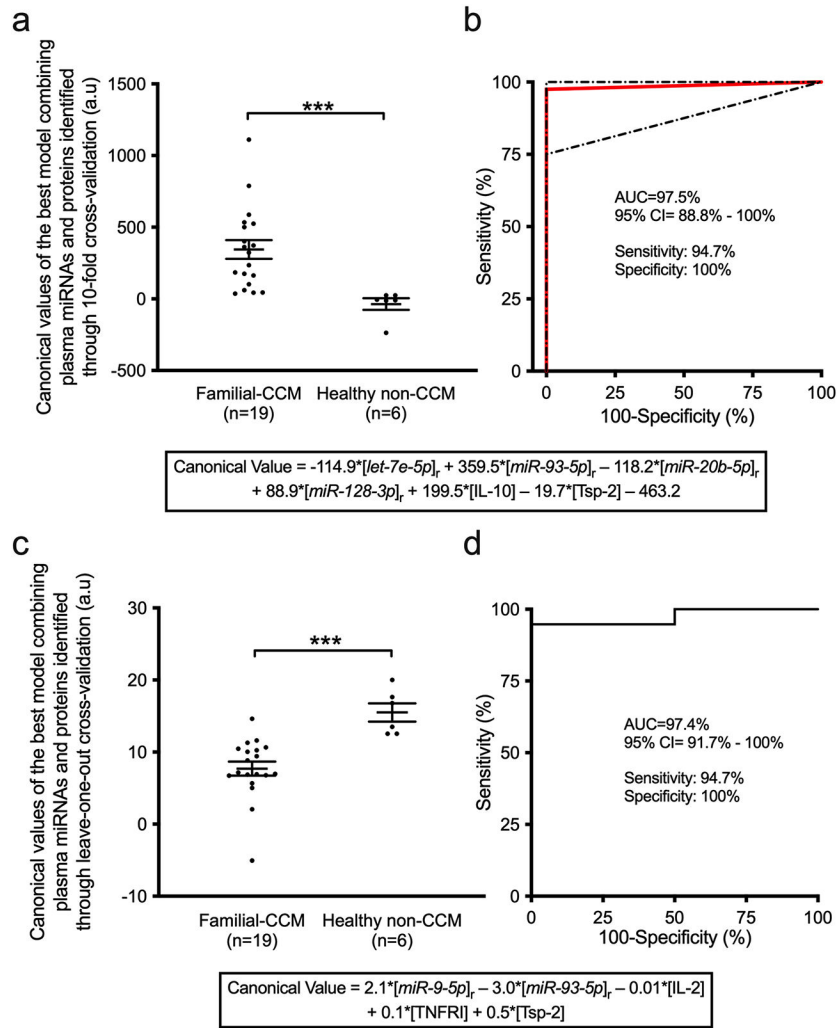 a
Canonical values of the best model combining
plasma miRNAs and proteins identified
through 10-fold cross-validation (a.u)
1500
1000
500
0
-500
***
Familial-CCM
(n=19)
Healthy non-CCM
(n=6)
b
Sensitivity (%)
100
75
50
25
0
AUC=97.5%
95% CI= 88.8% - 100%
Sensitivity: 94.7%
Specificity: 100%
0 25 50 75 100
100-Specificity (%)
Canonical Value = -114.9*[let-7e-5p]r + 359.5*[miR-93-5p]r – 118.2*[miR-20b-5p]r
+ 88.9*[miR-128-3p]r + 199.5*[IL-10] – 19.7*[Tsp-2] – 463.2
c
Canonical values of the best model combining
plasma miRNAs and proteins identified
through leave-one-out cross-validation (a.u)
30
20
10
0
-10
***
Familial-CCM
(n=19)
Healthy non-CCM
(n=6)
d
Sensitivity (%)
100
75
50
25
0
AUC=97.4%
95% CI= 91.7% - 100%
Sensitivity: 94.7%
Specificity: 100%
0 25 50 75 100
100-Specificity (%)
Canonical Value = 2.1*[miR-9-5p]r – 3.0*[miR-93-5p]r – 0.01*[IL-2]
+ 0.1*[TNFRI] + 0.5*[Tsp-2]